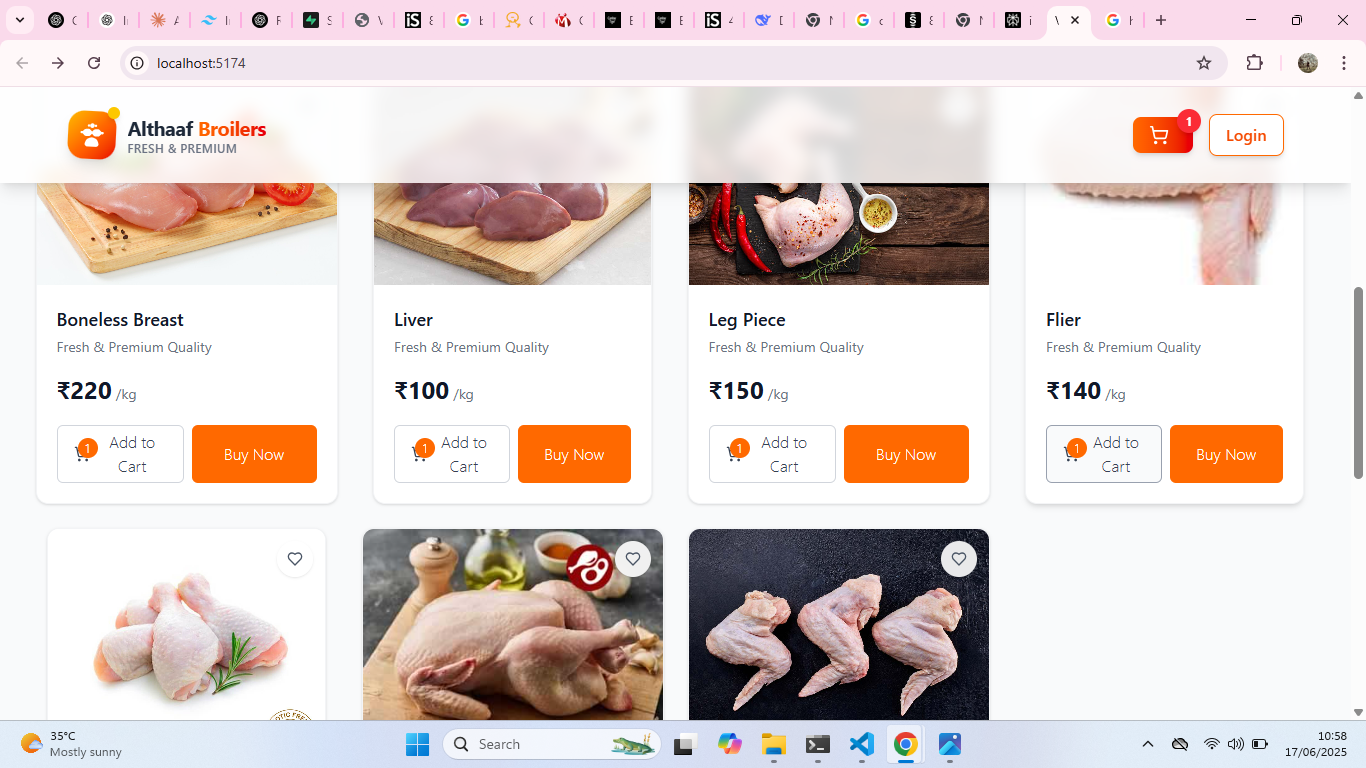 localhost:5174
Althaaf Broilers
FRESH & PREMIUM
1
Login
Boneless Breast
Fresh & Premium Quality
₹220 /kg
1 Add to
Cart
Buy Now
Liver
Fresh & Premium Quality
₹100 /kg
1 Add to
Cart
Buy Now
Leg Piece
Fresh & Premium Quality
₹150 /kg
1 Add to
Cart
Buy Now
Flier
Fresh & Premium Quality
₹140 /kg
1 Add to
Cart
Buy Now
35°C
Mostly sunny
Search
10:58
17/06/2025